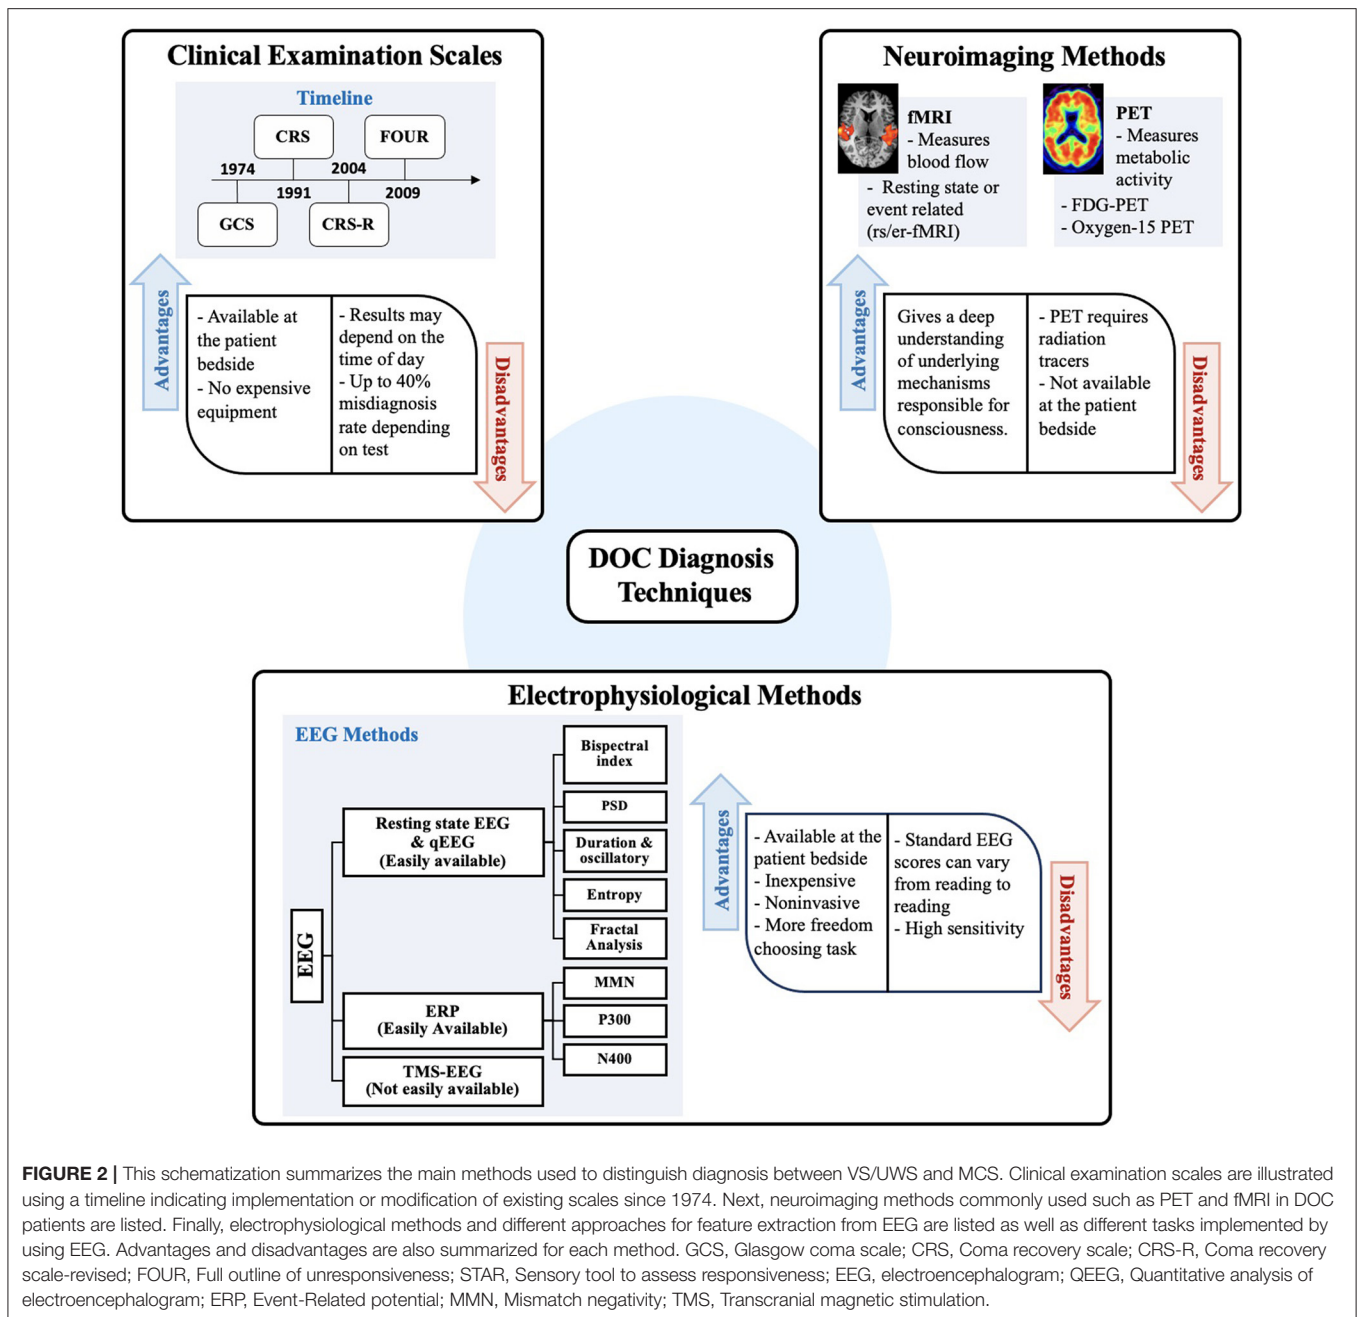 Clinical Examination Scales
Timeline
CRS
FOUR
1974
2004
1991
2009
GCS
CRS-R
Advantages
- Available at
the patient
bedside
- No expensive
equipment
- Results may
depend on the
time of day
- Up to 40%
misdiagnosis
rate depending
on test
Disadvantages
Neuroimaging Methods
fMRI
- Measures
blood flow
- Resting state or
event related
(rs/er-fMRI)
PET
- Measures
metabolic
activity
- FDG-PET
- Oxygen-15 PET
Advantages
Gives a deep
understanding
of underlying
mechanisms
responsible for
consciousness.
- PET requires
radiation
tracers
- Not available
at the patient
bedside
Disadvantages
DOC Diagnosis
Techniques
Electrophysiological Methods
EEG Methods
EEG
Resting state EEG
& qEEG
(Easily available)
Bispectral
index
PSD
Duration &
oscillatory
Entropy
Fractal
Analysis
ERP
(Easily Available)
MMN
P300
N400
TMS-EEG
(Not easily available)
Advantages
- Available at the
patient bedside
- Inexpensive
- Noninvasive
- More freedom
choosing task
- Standard EEG
scores can vary
from reading to
reading
- High sensitivity
Disadvantages
FIGURE 2 | This schematization summarizes the main methods used to distinguish diagnosis between VS/UWS and MCS. Clinical examination scales are illustrated
using a timeline indicating implementation or modification of existing scales since 1974. Next, neuroimaging methods commonly used such as PET and fMRI in DOC
patients are listed. Finally, electrophysiological methods and different approaches for feature extraction from EEG are listed as well as different tasks implemented by
using EEG. Advantages and disadvantages are also summarized for each method. GCS, Glasgow coma scale; CRS, Coma recovery scale; CRS-R, Coma recovery
scale-revised; FOUR, Full outline of unresponsiveness; STAR, Sensory tool to assess responsiveness; EEG, electroencephalogram; QEEG, Quantitative analysis of
electroencephalogram; ERP, Event-Related potential; MMN, Mismatch negativity; TMS, Transcranial magnetic stimulation.